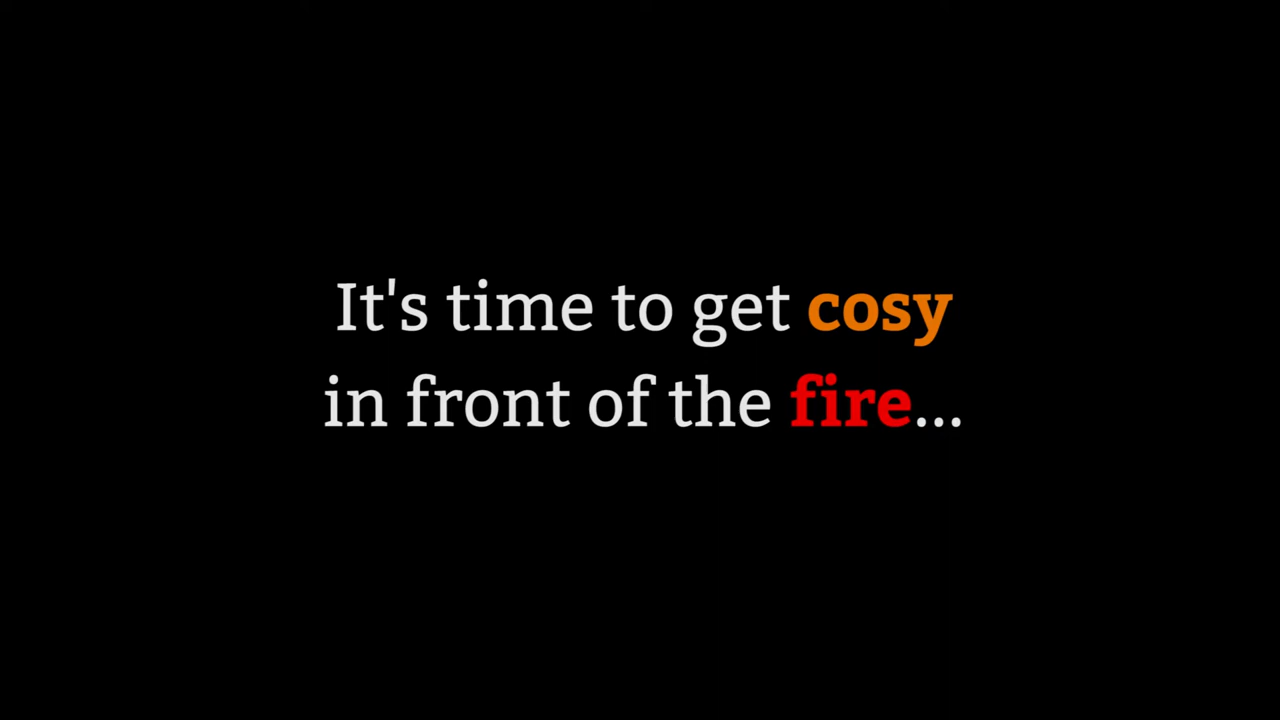 It's time to get cosy
in front of the fire...